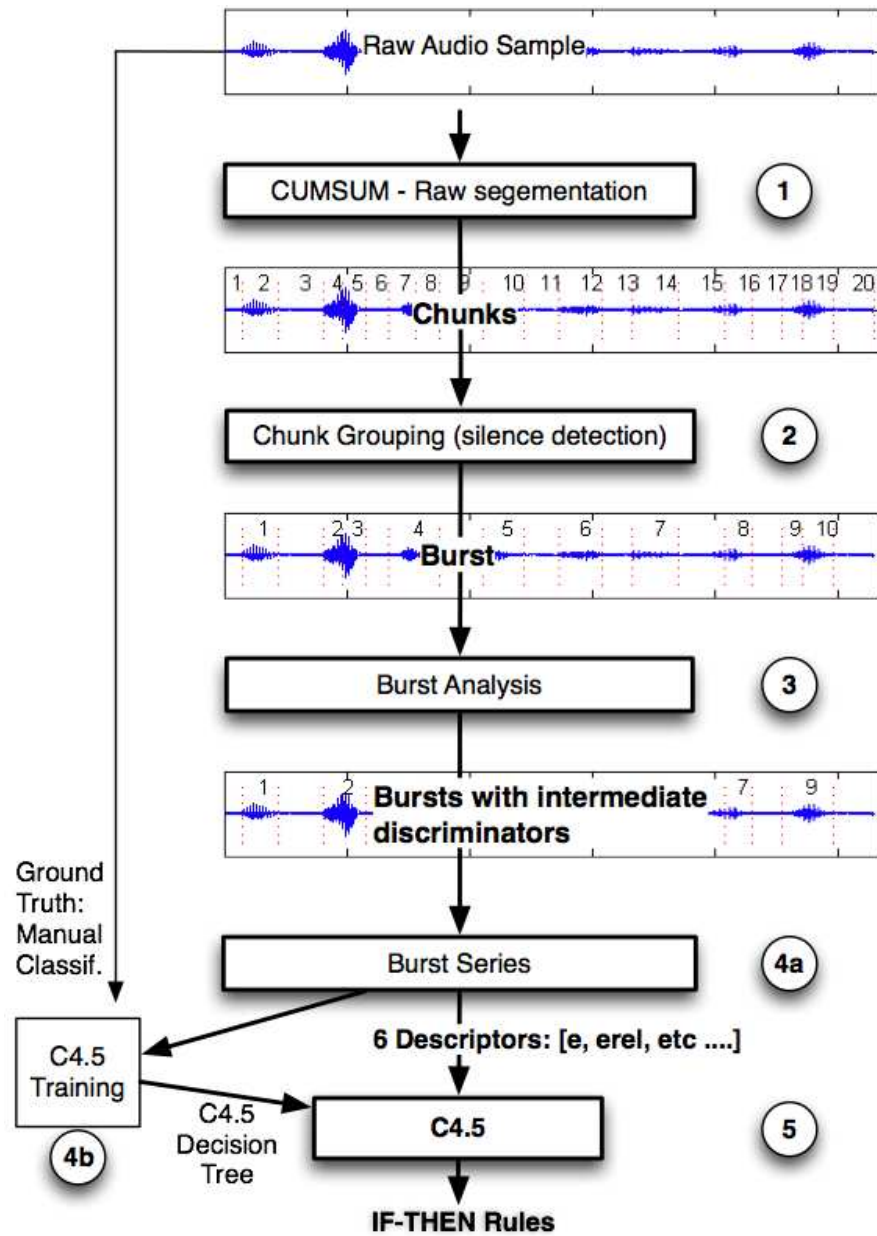 Raw Audio Sample
CUMSUM - Raw segementation
1
1 2 3 4 5 6 7 8 9 10 11 12 13 14 15 16 17 18 19 20
Chunks
Chunk Grouping (silence detection)
2
1 2 3 4 5 6 7 8 9 10
Burst
Burst Analysis
3
1 2 7 9
Bursts with intermediate
discriminators
Ground
Truth:
Manual
Classif.
Burst Series
4a
6 Descriptors: [e, erel, etc ....]
C4.5
Training
4b
C4.5
Decision
Tree
C4.5
5
IF-THEN Rules